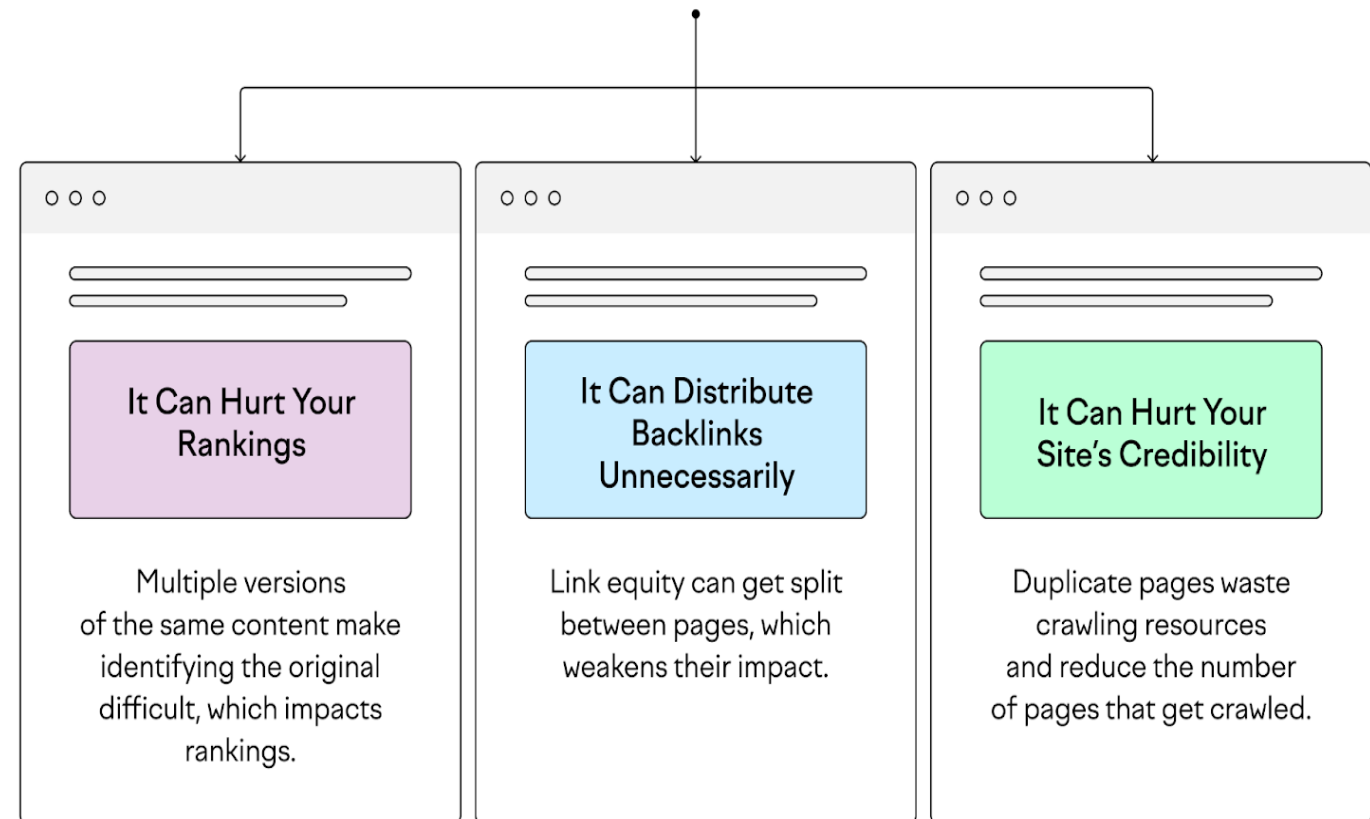 It Can Hurt Your
Rankings
Multiple versions
of the same content make
identifying the original
difficult, which impacts
rankings.
It Can Distribute
Backlinks
Unnecessarily
Link equity can get split
between pages, which
weakens their impact.
It Can Hurt Your
Site’s Credibility
Duplicate pages waste
crawling resources
and reduce the number
of pages that get crawled.